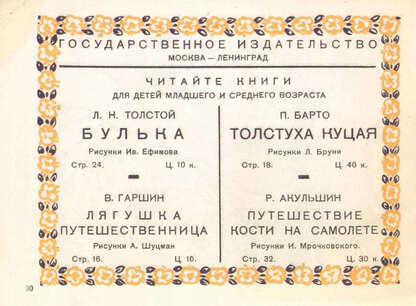 ГОСУДАРСТВЕННОЕ ИЗДАТЕЛЬСТВО
МОСКВА–ЛЕНИНГРАД
ЧИТАЙТЕ КНИГИ
ДЛЯ ДЕТЕЙ МЛАДШЕГО И СРЕДНЕГО ВОЗРАСТА
Л. Н. ТОЛСТОЙ
БУЛЬКА
Рисунки Ив. Ефимова
Стр. 24. Ц. 10 к.
В. ГАРШИН
ЛЯГУШКА
ПУТЕШЕСТВЕННИЦА
Рисунки А. Шуцман
Стр. 16. Ц. 10.
П. БАРТО
ТОЛСТУХА КУЦАЯ
Рисунки Л. Бруни
Стр. 18. Ц. 40 к.
Р. АКУЛЬШИН
ПУТЕШЕСТВИЕ
КОСТИ НА САМОЛЕТЕ
Рисунки И. Мрочковского.
Стр. 32. Ц. 30 к.
30